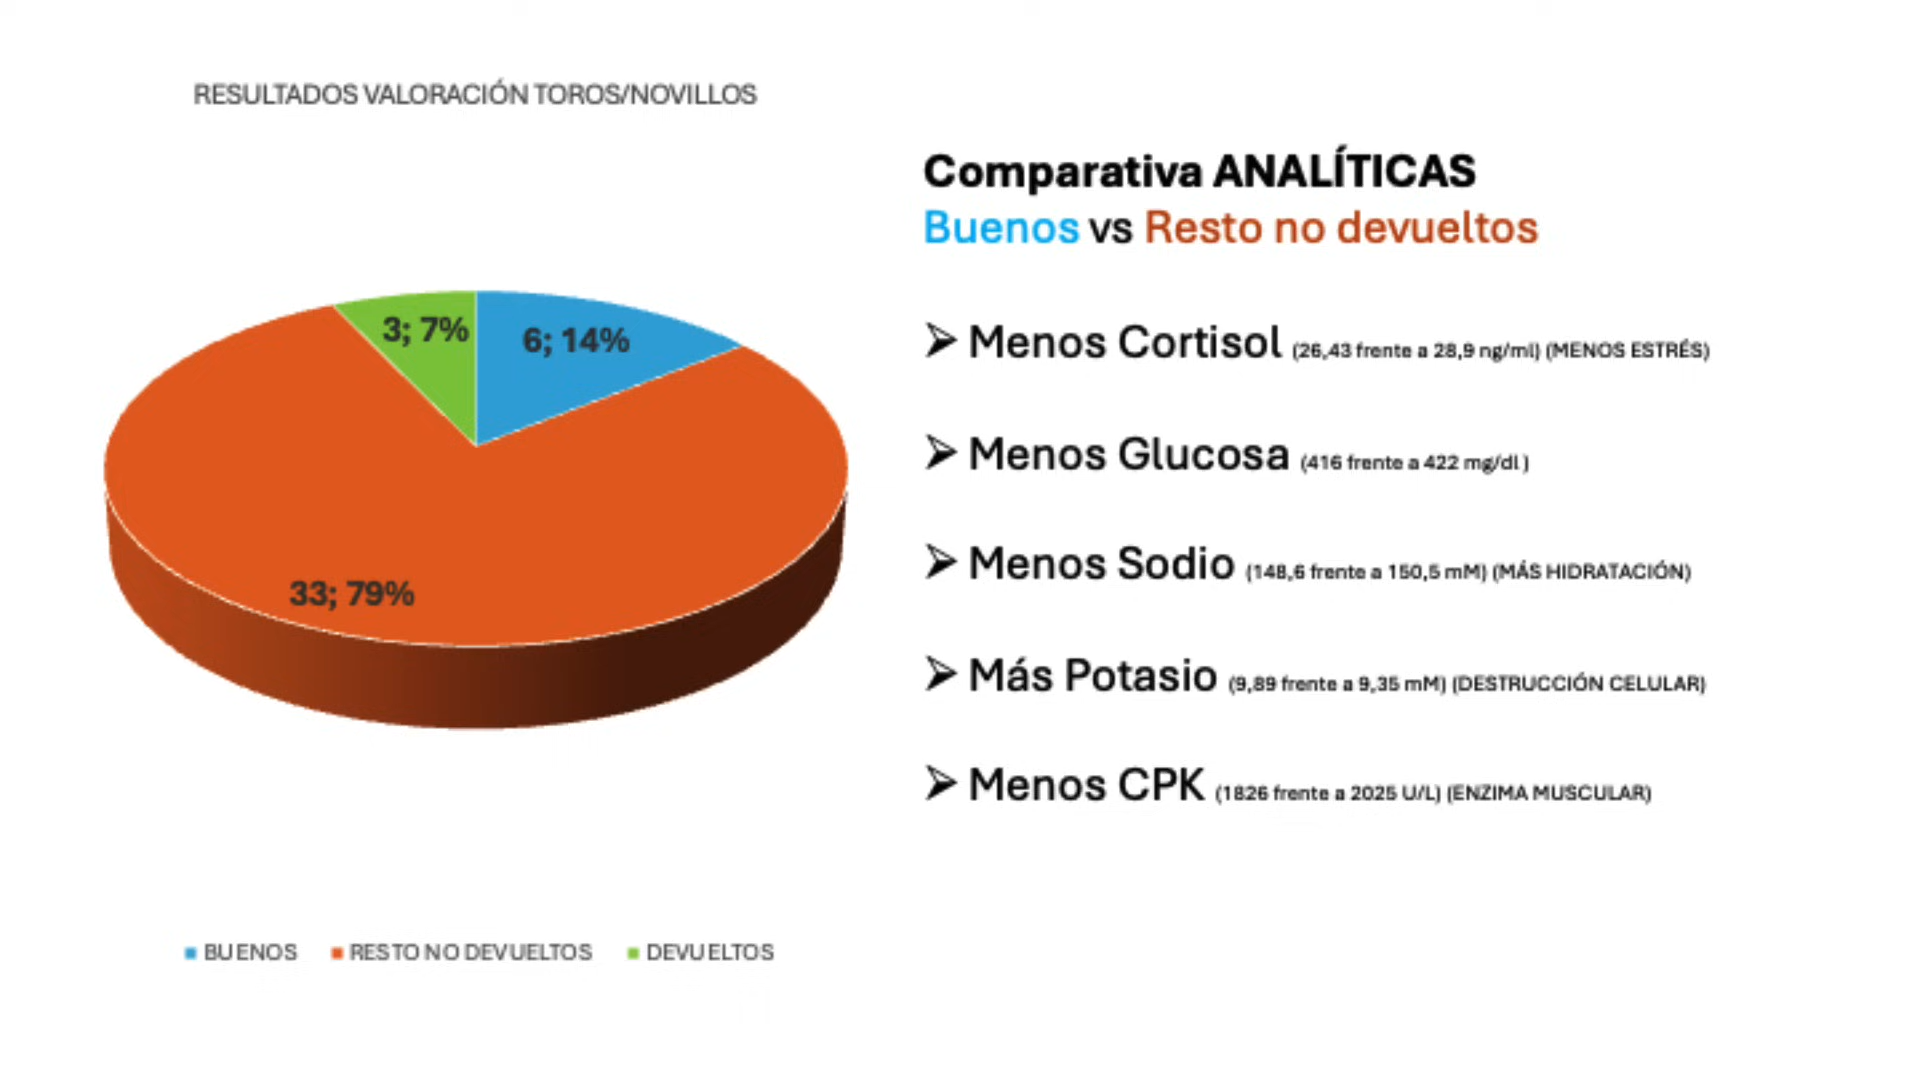 RESULTADOS VALORACIÓN TOROS/NOVILLOS
3; 7%
6; 14%
33; 79%
BUENOS
RESTO NO DEVUELTOS
DEVUELTOS
Comparativa ANALÍTICAS
Buenos vs Resto no devueltos
Menos Cortisol (26,43 frente a 28,9 ng/ml) (MENOS ESTRÉS)
Menos Glucosa (416 frente a 422 mg/dl )
Menos Sodio (148,6 frente a 150,5 mM) (MÁS HIDRATACIÓN)
Más Potasio (9,89 frente a 9,35 mM) (DESTRUCCIÓN CELULAR)
Menos CPK (1826 frente a 2025 U/L) (ENZIMA MUSCULAR)